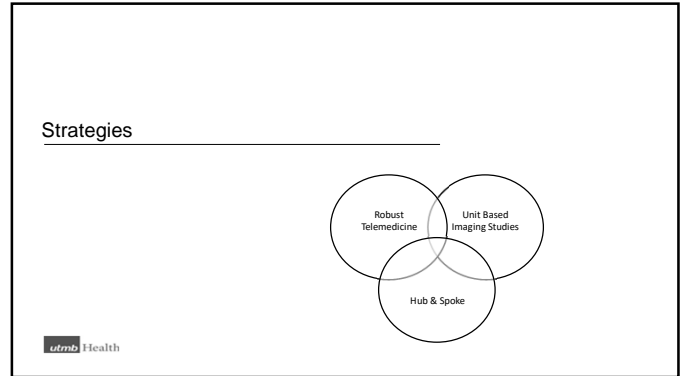 Strategies
Robust
Telemedicine
Unit Based
Imaging Studies
Hub & Spoke
utmb Health